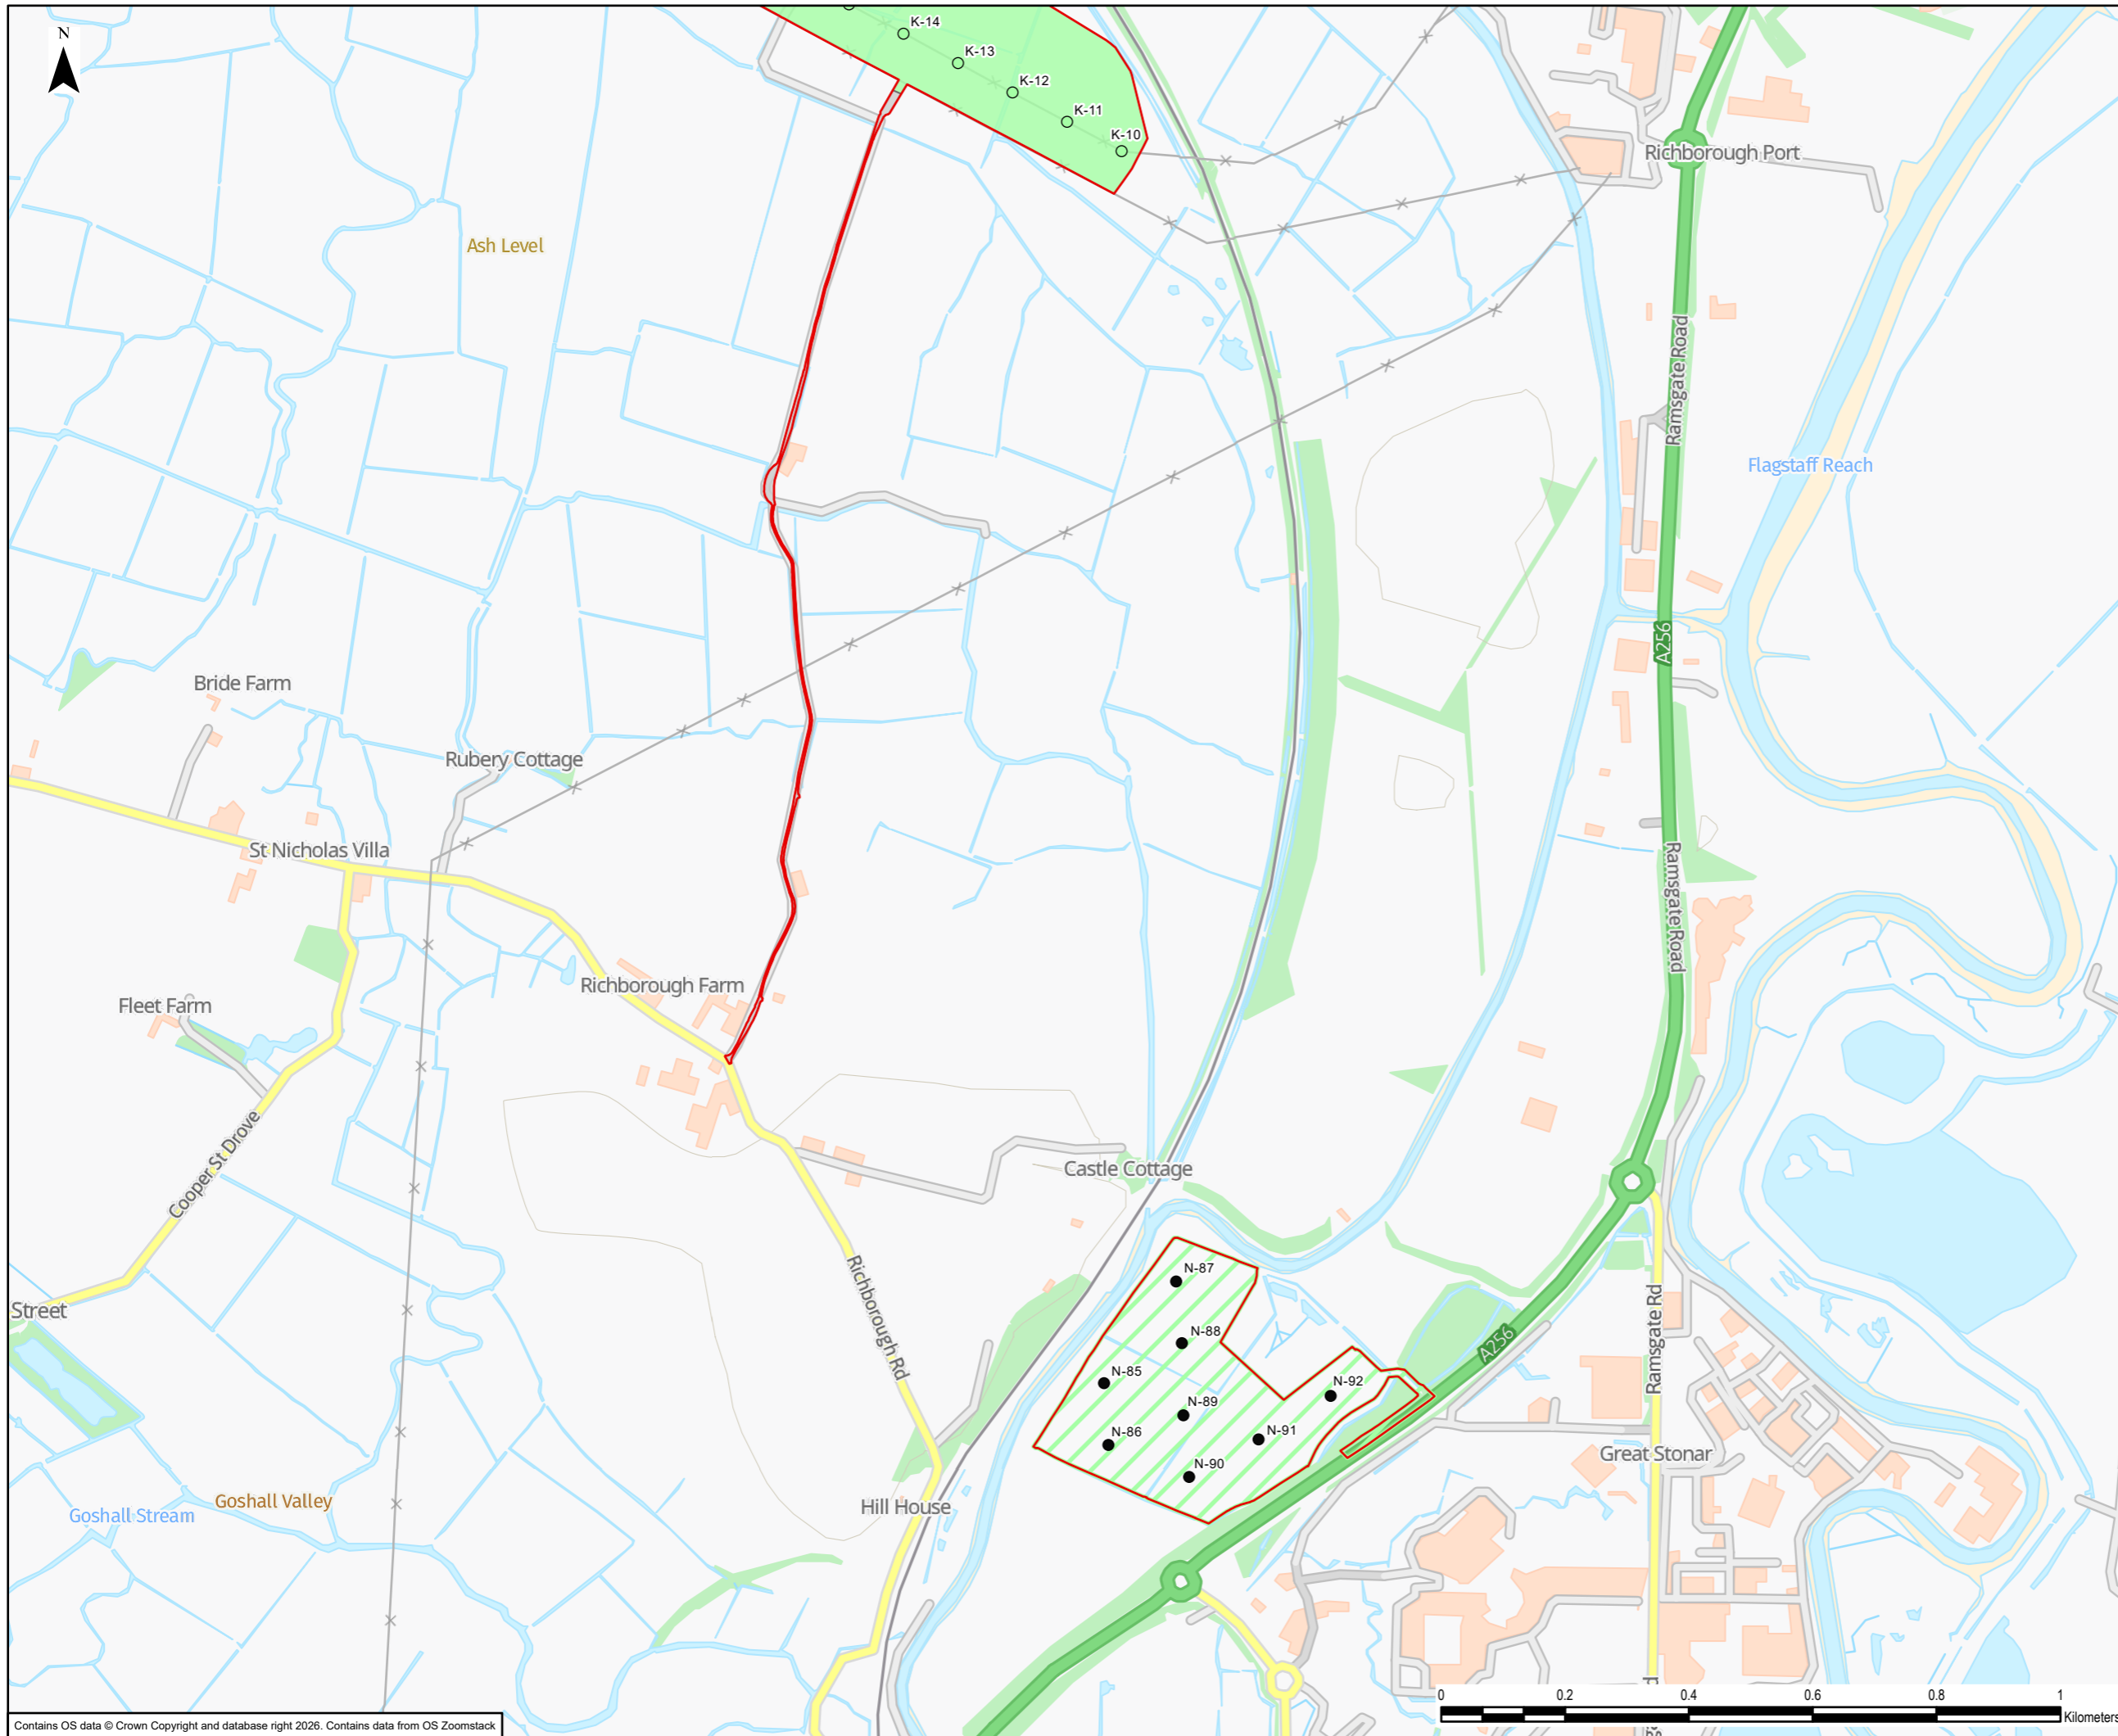 N
K-14
K-13
K-12
K-11
K-10
Richborough Port
Ash Level
Ramsgate Road
Flagstaff Reach
A256
Bride Farm
Rubery Cottage
St Nicholas Villa
Ramsgate Road
Richborough Farm
Fleet Farm
Cooper St Drove
Castle Cottage
Richborough Rd
N-87
Street
N-88
Ramsgate Rd
A256
N-85
N-92
N-89
N-91
N-86
Great Stonar
N-90
Goshall Valley
Hill House
Goshall Stream
0 0.2 0.4 0.6 0.8 1
Kilometers
Contains OS data © Crown Copyright and database right 2026. Contains data from OS Zoomstack